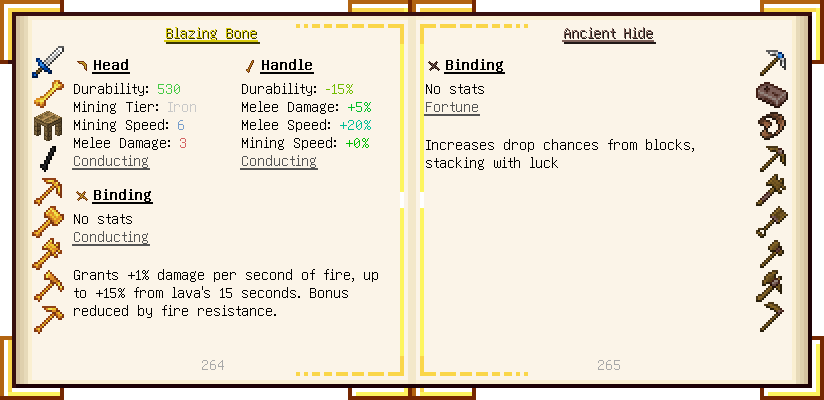 Blazing Bone
Head
Durability: 530
Mining Tier: Iron
Mining Speed: 6
Melee Damage: 3
Conducting
Handle
Durability: -15%
Melee Damage: +5%
Melee Speed: +20%
Mining Speed: +0%
Conducting
Binding
No stats
Conducting
Grants +1% damage per second of fire, up
to +15% from lava's 15 seconds. Bonus
reduced by fire resistance.
264
Ancient Hide
Binding
No stats
Fortune
Increases drop chances from blocks,
stacking with luck
265